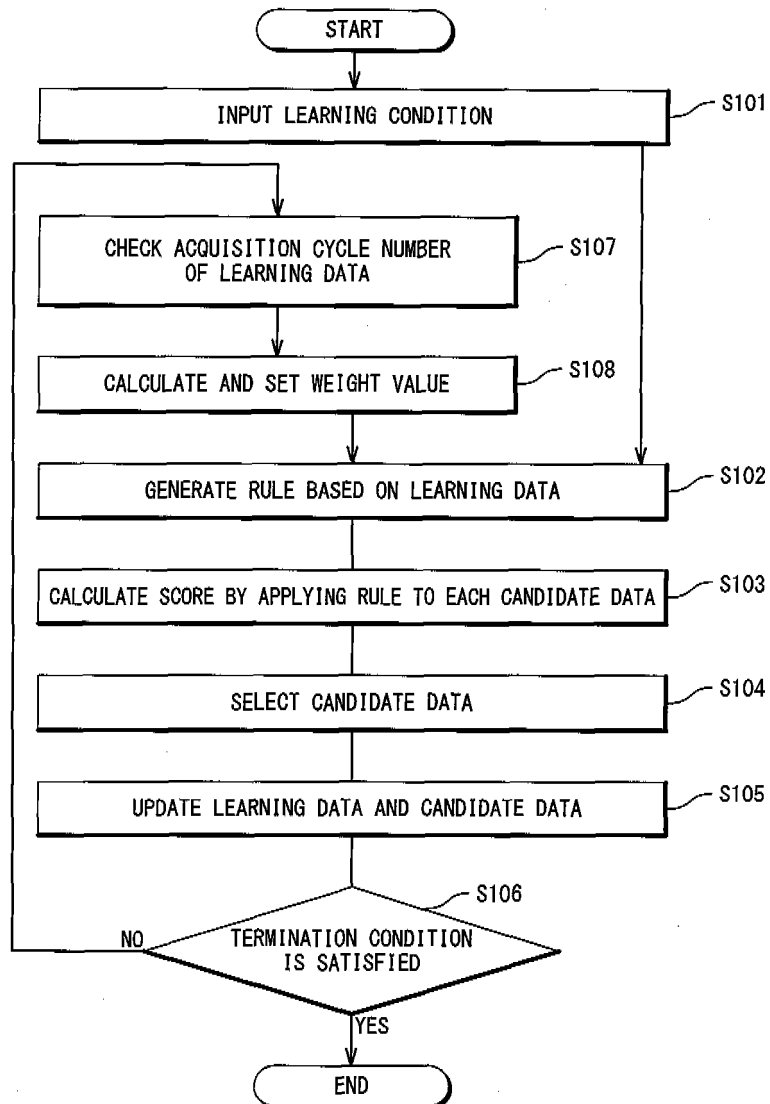 START
INPUT LEARNING CONDITION
S101
CHECK ACQUISITION CYCLE NUMBER
OF LEARNING DATA
S107
CALCULATE AND SET WEIGHT VALUE
S108
GENERATE RULE BASED ON LEARNING DATA
S102
CALCULATE SCORE BY APPLYING RULE TO EACH CANDIDATE DATA
S103
SELECT CANDIDATE DATA
S104
UPDATE LEARNING DATA AND CANDIDATE DATA
S105
S106
NO
TERMINATION CONDITION
IS SATISFIED
YES
END